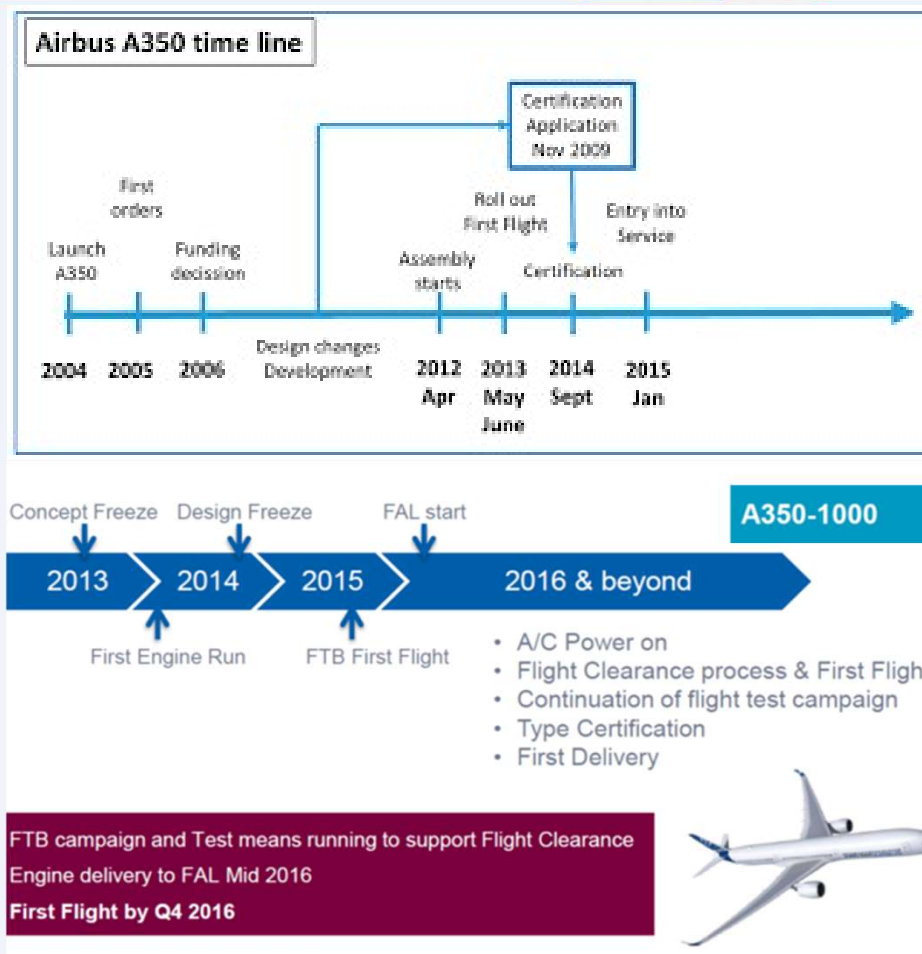 Airbus A350 time line
Certification
Application
Nov 2009
First
orders
Roll out
First Flight
Entry into
Service
Launch
A350
Funding
decission
Assembly
starts
Certification
Design changes
Development
2004
2005
2006
2012
Apr
2013
May
June
2014
Sept
2015
Jan
Concept Freeze
Design Freeze
FAL start
A350-1000
2013
2014
2015
2016 & beyond
First Engine Run
FTB First Flight
• A/C Power on
• Flight Clearance process & First Fligh
• Continuation of flight test campaign
• Type Certification
• First Delivery
FTB campaign and Test means running to support Flight Clearance
Engine delivery to FAL Mid 2016
First Flight by Q4 2016